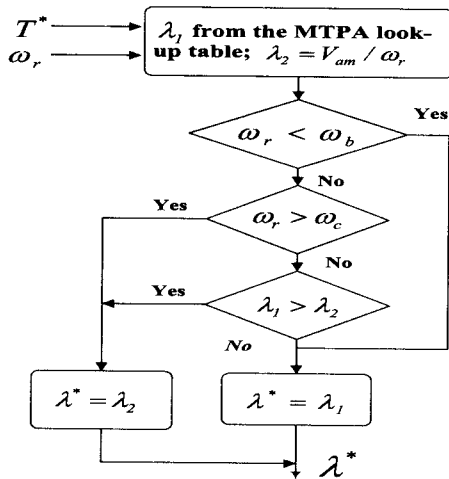 T*
ω_r
λ_1 from the MTPA look-
up table; λ_2 = V_am / ω_r
Yes
ω_r < ω_b
No
Yes
ω_r > ω_c
No
Yes
λ_1 > λ_2
No
λ* = λ_2
λ* = λ_1
λ*